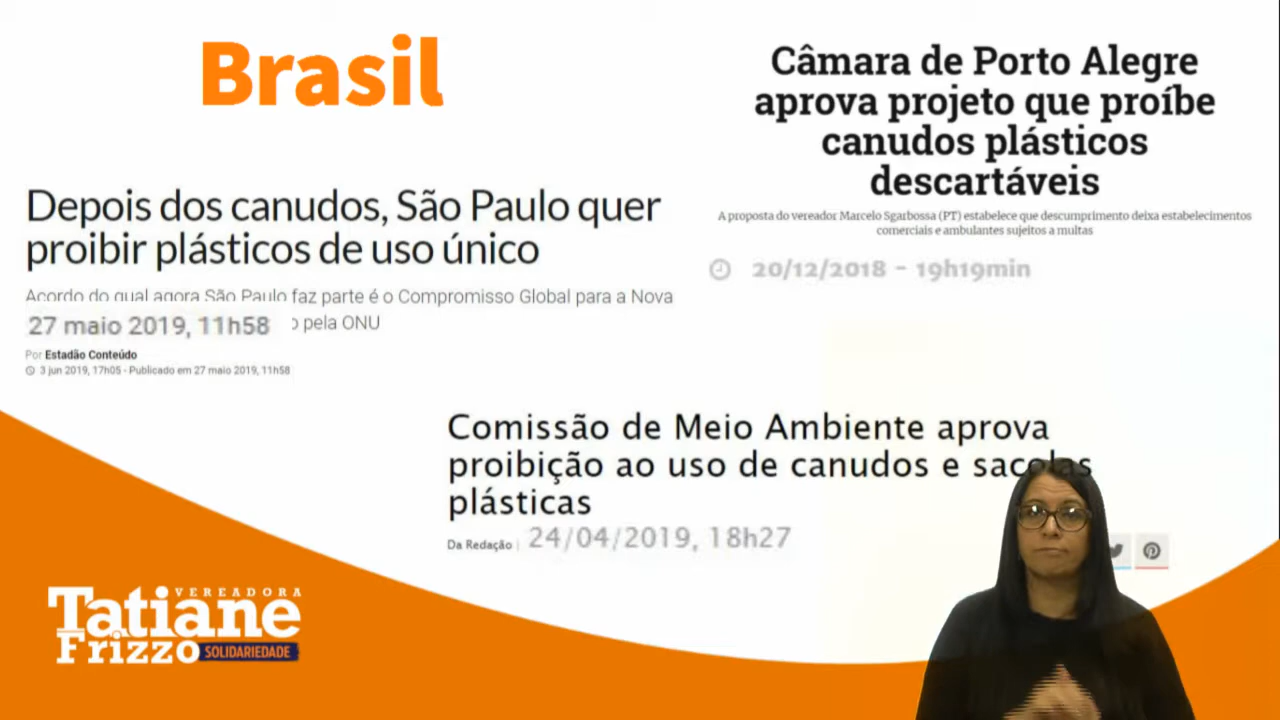 Brasil
Câmara de Porto Alegre
aprova projeto que proíbe
canudos plásticos
descartáveis
A proposta do vereador Marcelo Sgarbossa (PT) estabelece que descumprimento deixa estabelecimentos
comerciais e ambulantes sujeitos a multas
20/12/2018 - 19h19min
Depois dos canudos, São Paulo quer
proibir plásticos de uso único
Acordo do qual agora São Paulo faz parte é o Compromisso Global para a Nova
27 maio 2019, 11h58
o pela ONU
Por Estadão Conteúdo
3 jun 2019, 17h05 - Publicado em 27 maio 2019, 11h58
Comissão de Meio Ambiente aprova
proibição ao uso de canudos e sacolas
plásticas
Da Redação | 24/04/2019, 18h27
VEREADORA
Tatiane
Frizzo
SOLIDARIEDADE